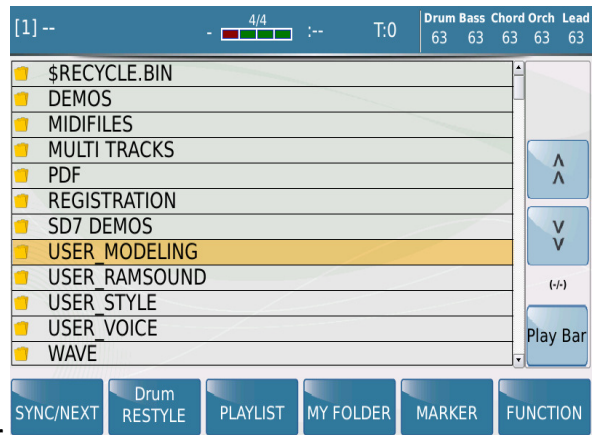 [1] -- - 4/4 :-- T:0 Drum Bass Chord Orch Lead
63 63 63 63 63
$RECYCLE.BIN
DEMOS
MIDIFILES
MULTI TRACKS
PDF
REGISTRATION
SD7 DEMOS
USER_MODELING
USER_RAMSOUND
USER_STYLE
USER_VOICE
WAVE
(-/-)
Play Bar
SYNC/NEXT
Drum
RESTYLE
PLAYLIST
MY FOLDER
MARKER
FUNCTION